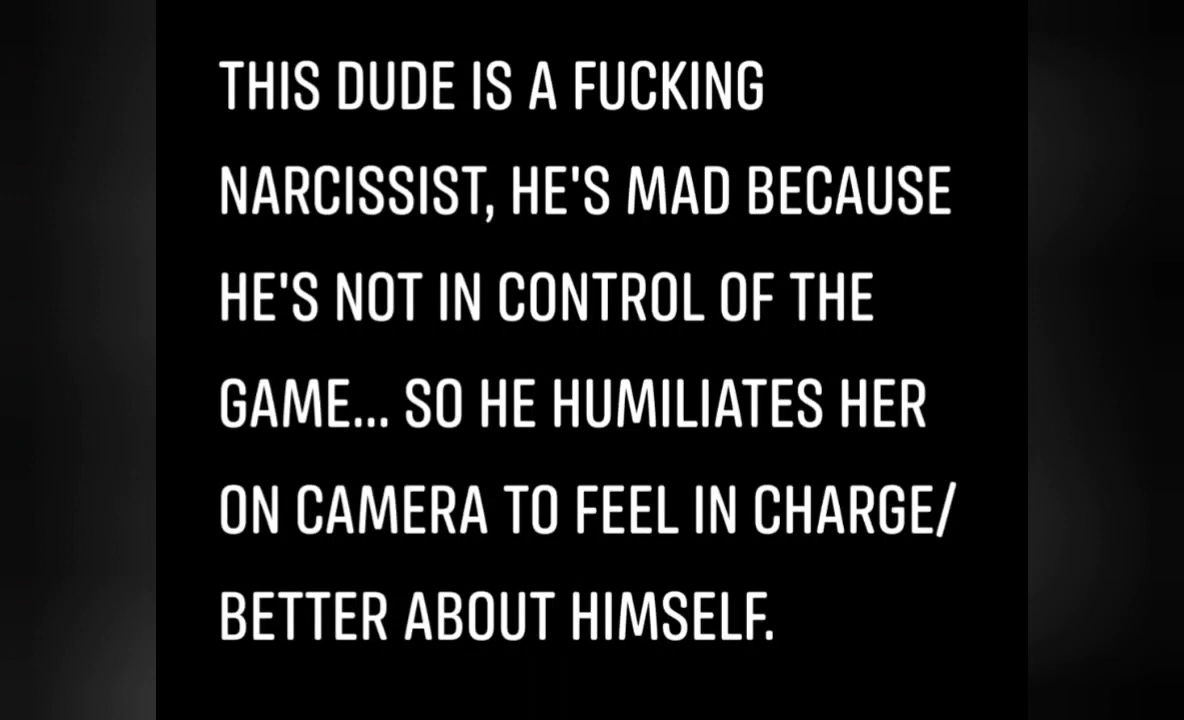 THIS DUDE IS A FUCKING
NARCISSIST, HE'S MAD BECAUSE
HE'S NOT IN CONTROL OF THE
GAME... SO HE HUMILIATES HER
ON CAMERA TO FEEL IN CHARGE/
BETTER ABOUT HIMSELF.